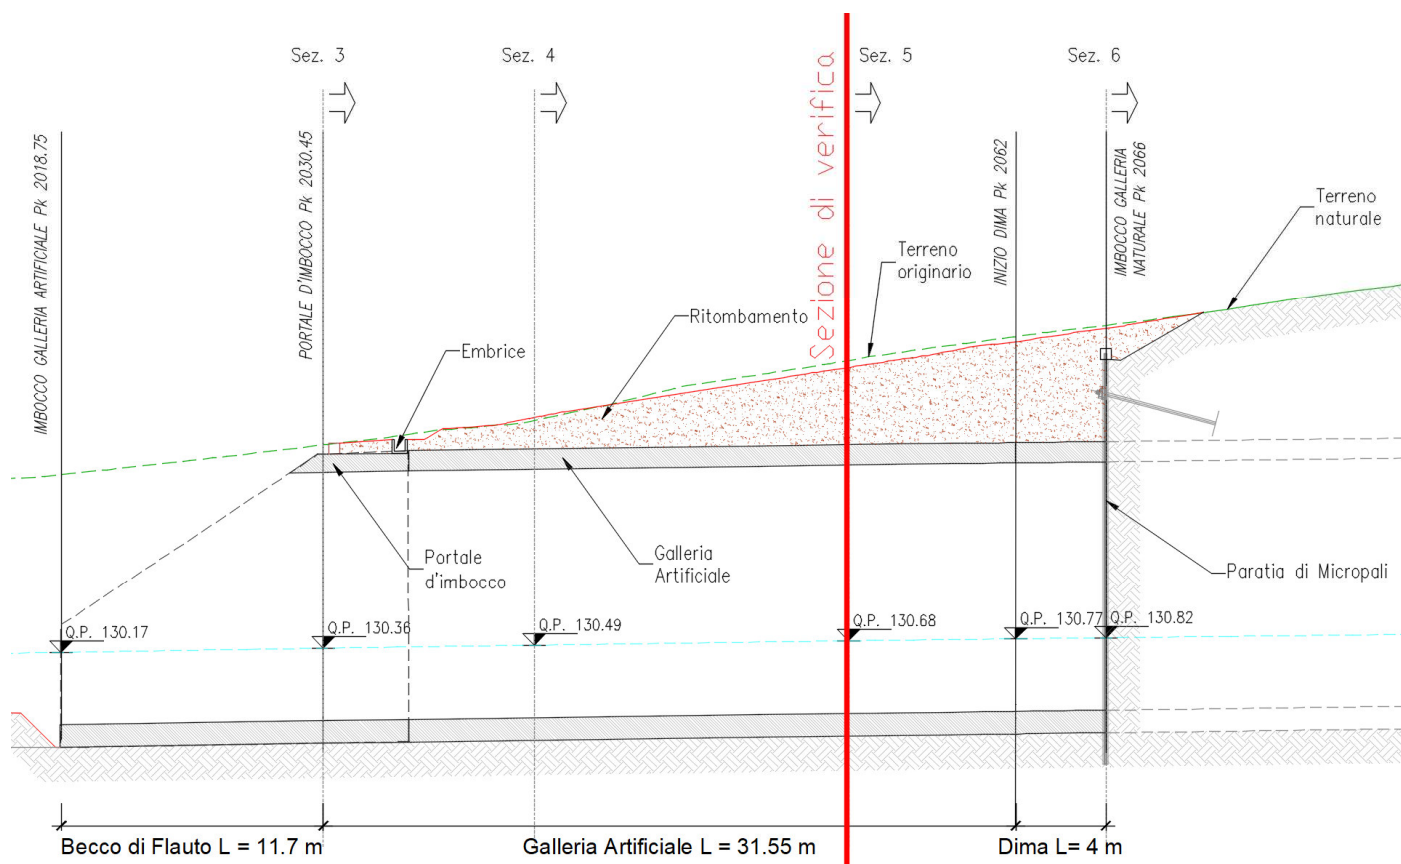 Sez. 3
Sez. 4
Sez. 5
Sez. 6
IMBOCCO GALLERIA ARTIFICIALE Pk 2018.75
PORTALE D'IMBOCCO Pk 2030.45
Sezione di verifica
INIZIO DIMA Pk 2062
IMBOCCO GALLERIA
NATURALE Pk 2066
Terreno
naturale
Terreno
originario
Ritombamento
Embrice
Portale
d'imbocco
Galleria
Artificiale
Paratia di Micropali
Q.P. 130.17
Q.P. 130.36
Q.P. 130.49
Q.P. 130.68
Q.P. 130.77
Q.P. 130.82
Becco di Flauto L = 11.7 m
Galleria Artificiale L = 31.55 m
Dima L= 4 m